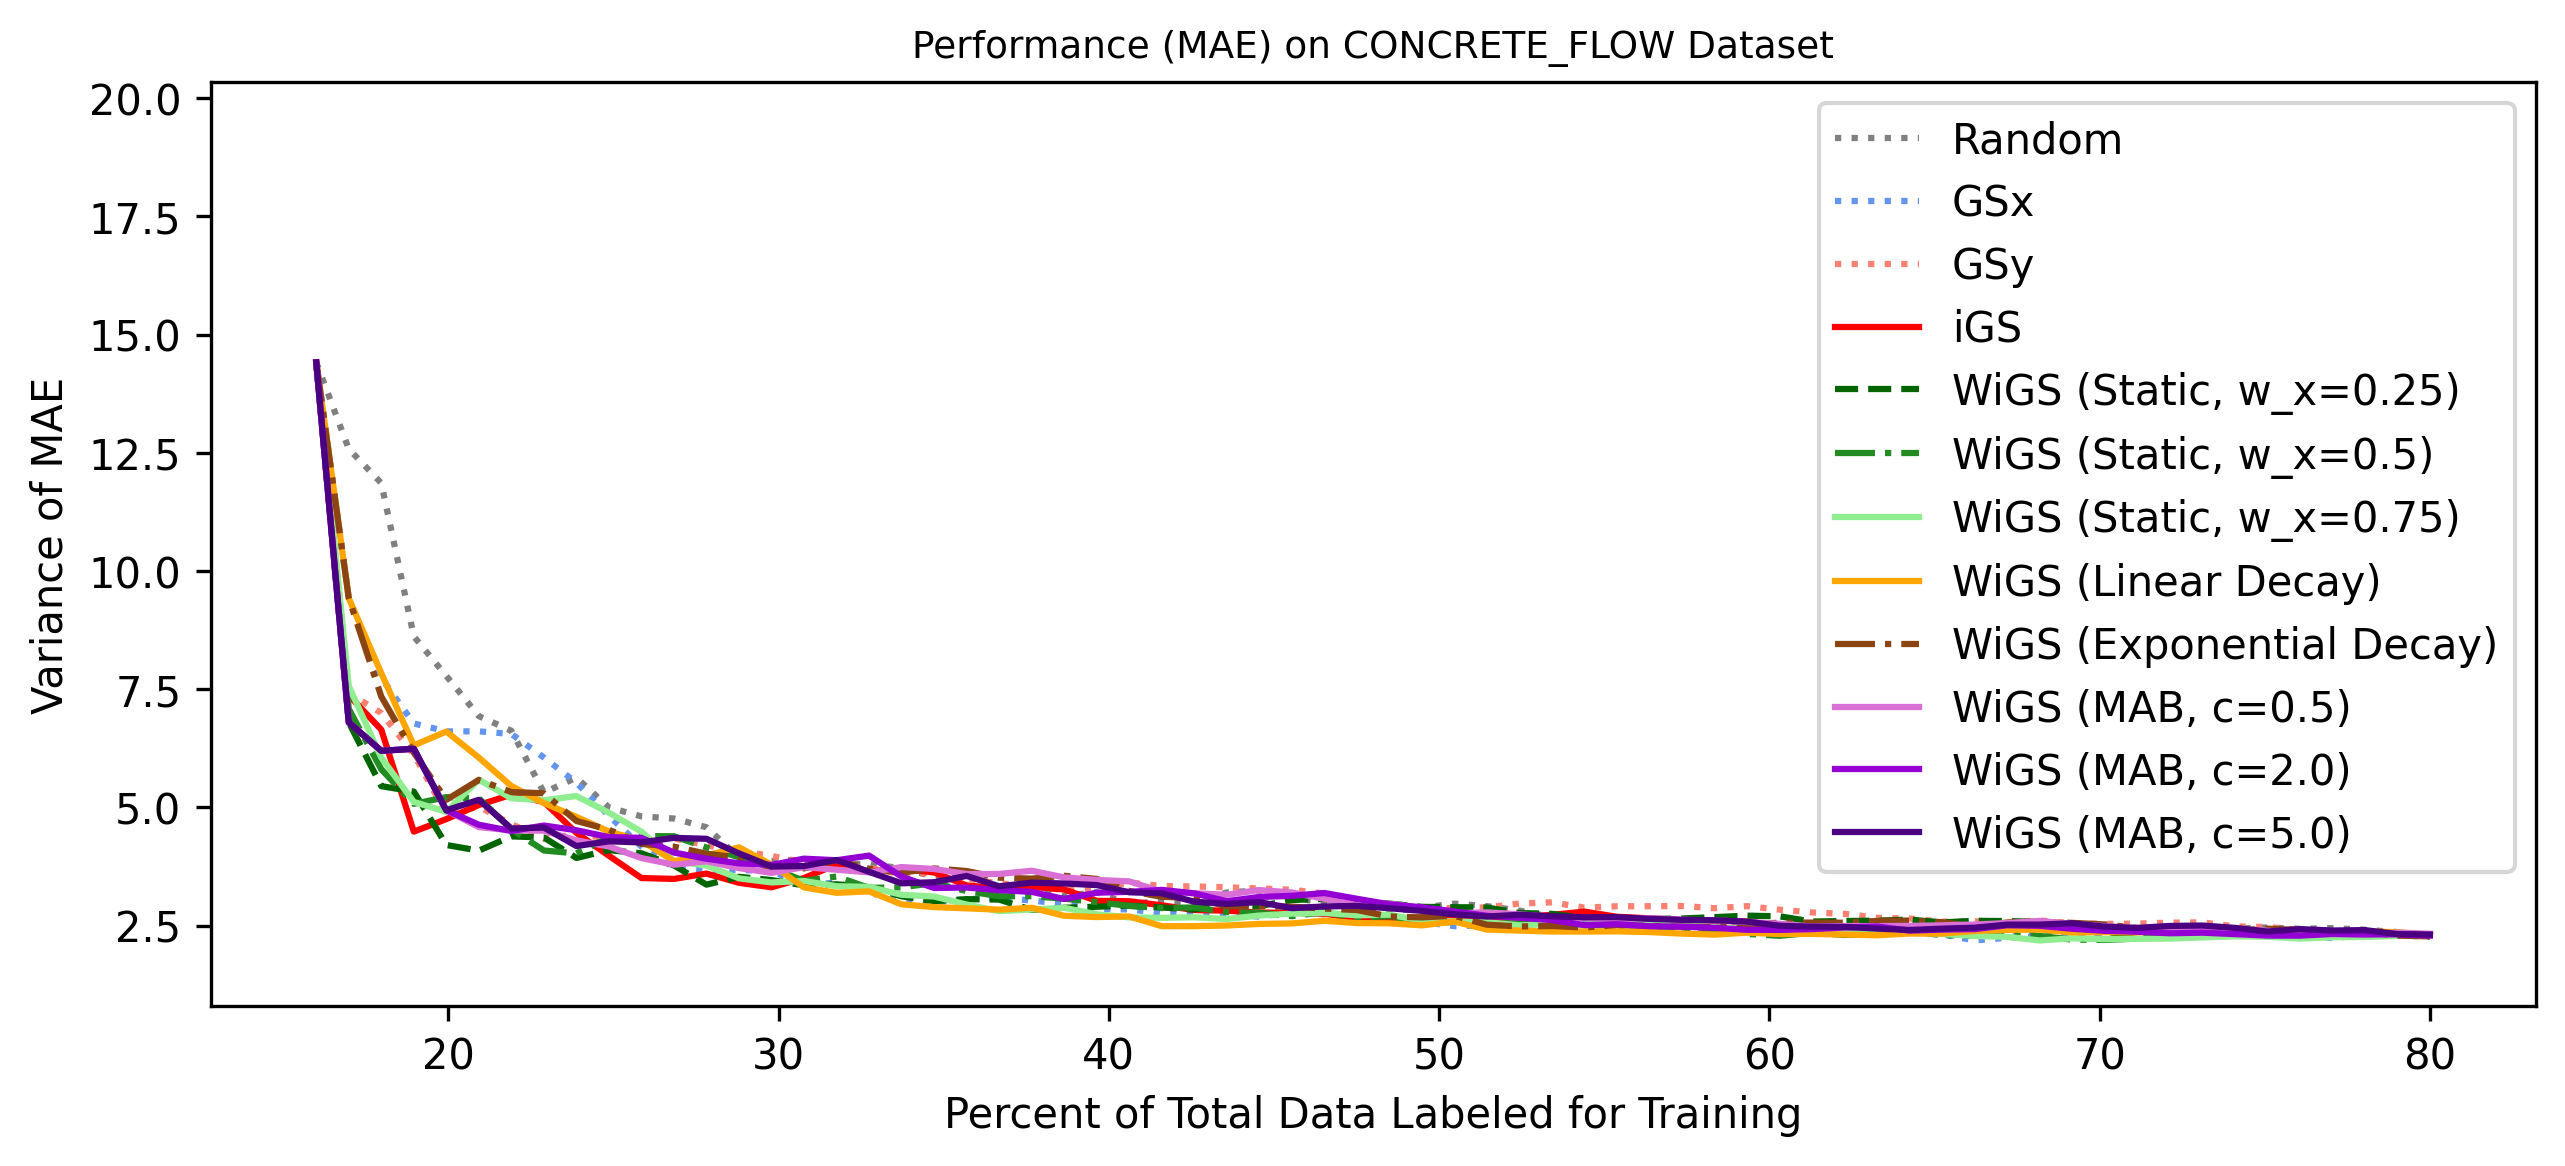 Performance (MAE) on CONCRETE_FLOW Dataset
Variance of MAE
20.0
17.5
15.0
12.5
10.0
7.5
5.0
2.5
Random
GSx
GSy
iGS
WiGS (Static, w_x=0.25)
WiGS (Static, w_x=0.5)
WiGS (Static, w_x=0.75)
WiGS (Linear Decay)
WiGS (Exponential Decay)
WiGS (MAB, c=0.5)
WiGS (MAB, c=2.0)
WiGS (MAB, c=5.0)
20 30 40 50 60 70 80
Percent of Total Data Labeled for Training